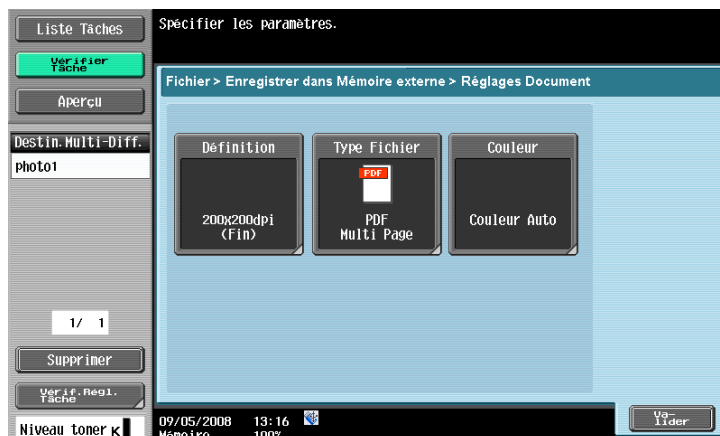 Liste Tâches
Vérifier
Tâche
Aperçu
Destin.Multi-Diff.
photo1
1/ 1
Supprimer
Vérif.Régl.
Tâche
Niveau toner K
Spécifier les paramètres.
Fichier > Enregistrer dans Mémoire externe > Réglages Document
Définition
200X200dpi
(Fin)
Type Fichier
PDF
PDF
Multi Page
Couleur
Couleur Auto
09/05/2008 13:16
Mémoire 100%
Va-
lider